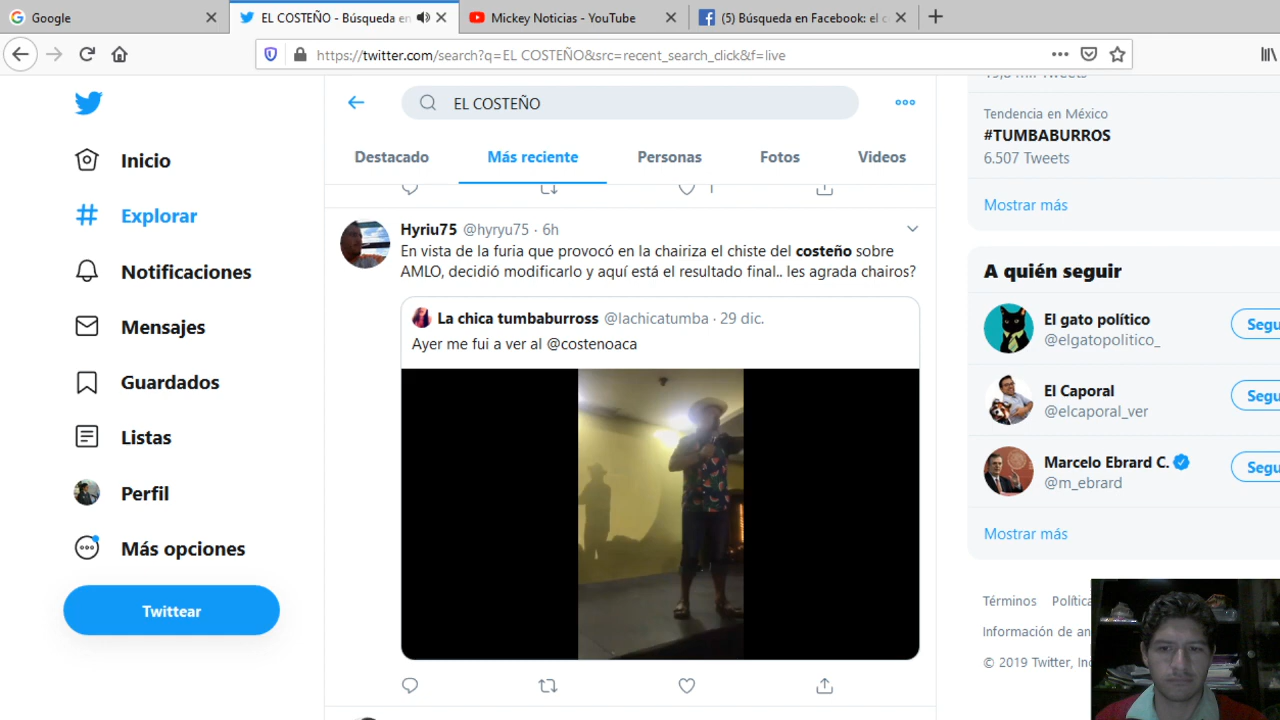 Google
EL COSTEÑO - Búsqueda en
Mickey Noticias - YouTube
(5) Búsqueda en Facebook: el c
https://twitter.com/search?q=EL COSTEÑO&src=recent_search_click&f=live
Inicio
Explorar
Notificaciones
Mensajes
Guardados
Listas
Perfil
Más opciones
Twittear
EL COSTEÑO
Destacado
Más reciente
Personas
Fotos
Videos
1
Hyriu75 @hyryu75 · 6h
En vista de la furia que provocó en la chairiza el chiste del costeño sobre
AMLO, decidió modificarlo y aquí está el resultado final.. les agrada chairos?
La chica tumbaburross @lachicatumba · 29 dic.
Ayer me fui a ver al @costenoaca
Tendencia en México
#TUMBABURROS
6.507 Tweets
Mostrar más
A quién seguir
El gato político
@elgatopolitico_
Segu
El Caporal
@elcaporal_ver
Segu
Marcelo Ebrard C.
@m_ebrard
Segu
Mostrar más
Términos Política
Información de an
© 2019 Twitter, Inc